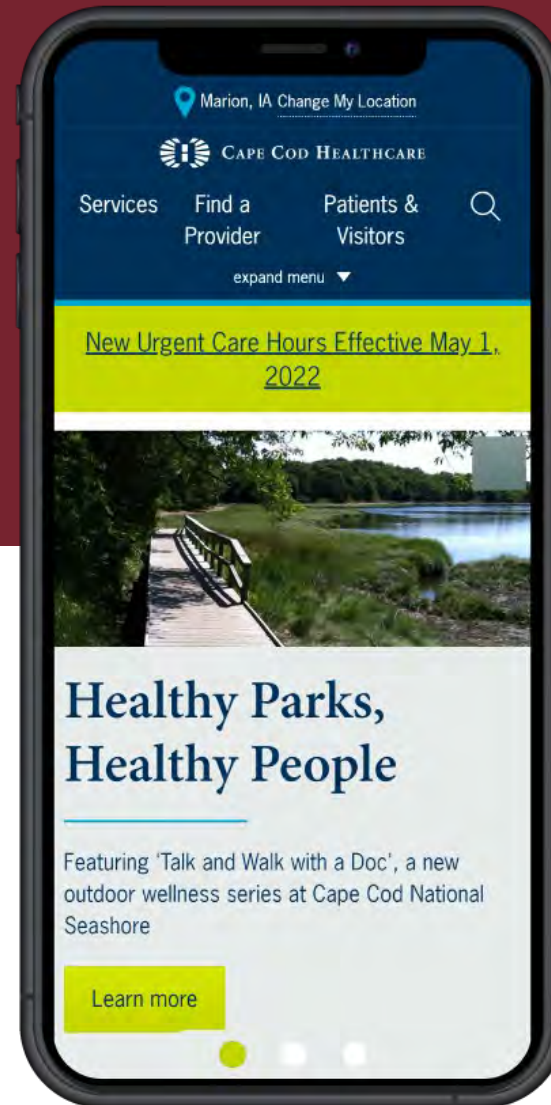 Marion, IA Change My Location
CAPE COD HEALTHCARE
Services Find a Provider Patients & Visitors
expand menu
New Urgent Care Hours Effective May 1,
2022
Healthy Parks,
Healthy People
Featuring ‘Talk and Walk with a Doc’, a new
outdoor wellness series at Cape Cod National
Seashore
Learn more